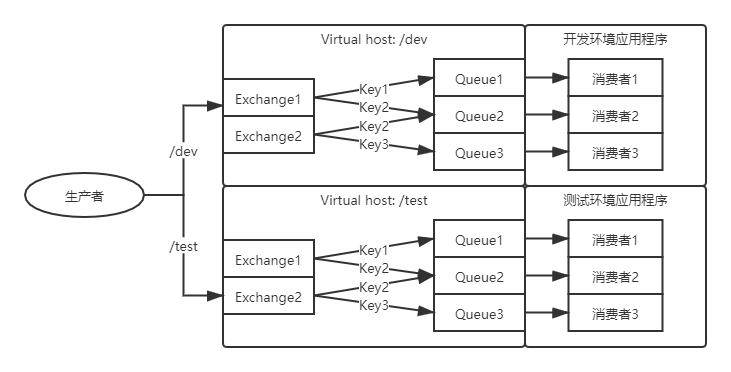 生产者
/dev
/test
Virtual host: /dev
Exchange1
Exchange2
Key1
Key2
Key2
Key3
Queue1
Queue2
Queue3
开发环境应用程序
消费者1
消费者2
消费者3
Virtual host: /test
Exchange1
Exchange2
Key1
Key2
Key2
Key3
Queue1
Queue2
Queue3
测试环境应用程序
消费者1
消费者2
消费者3